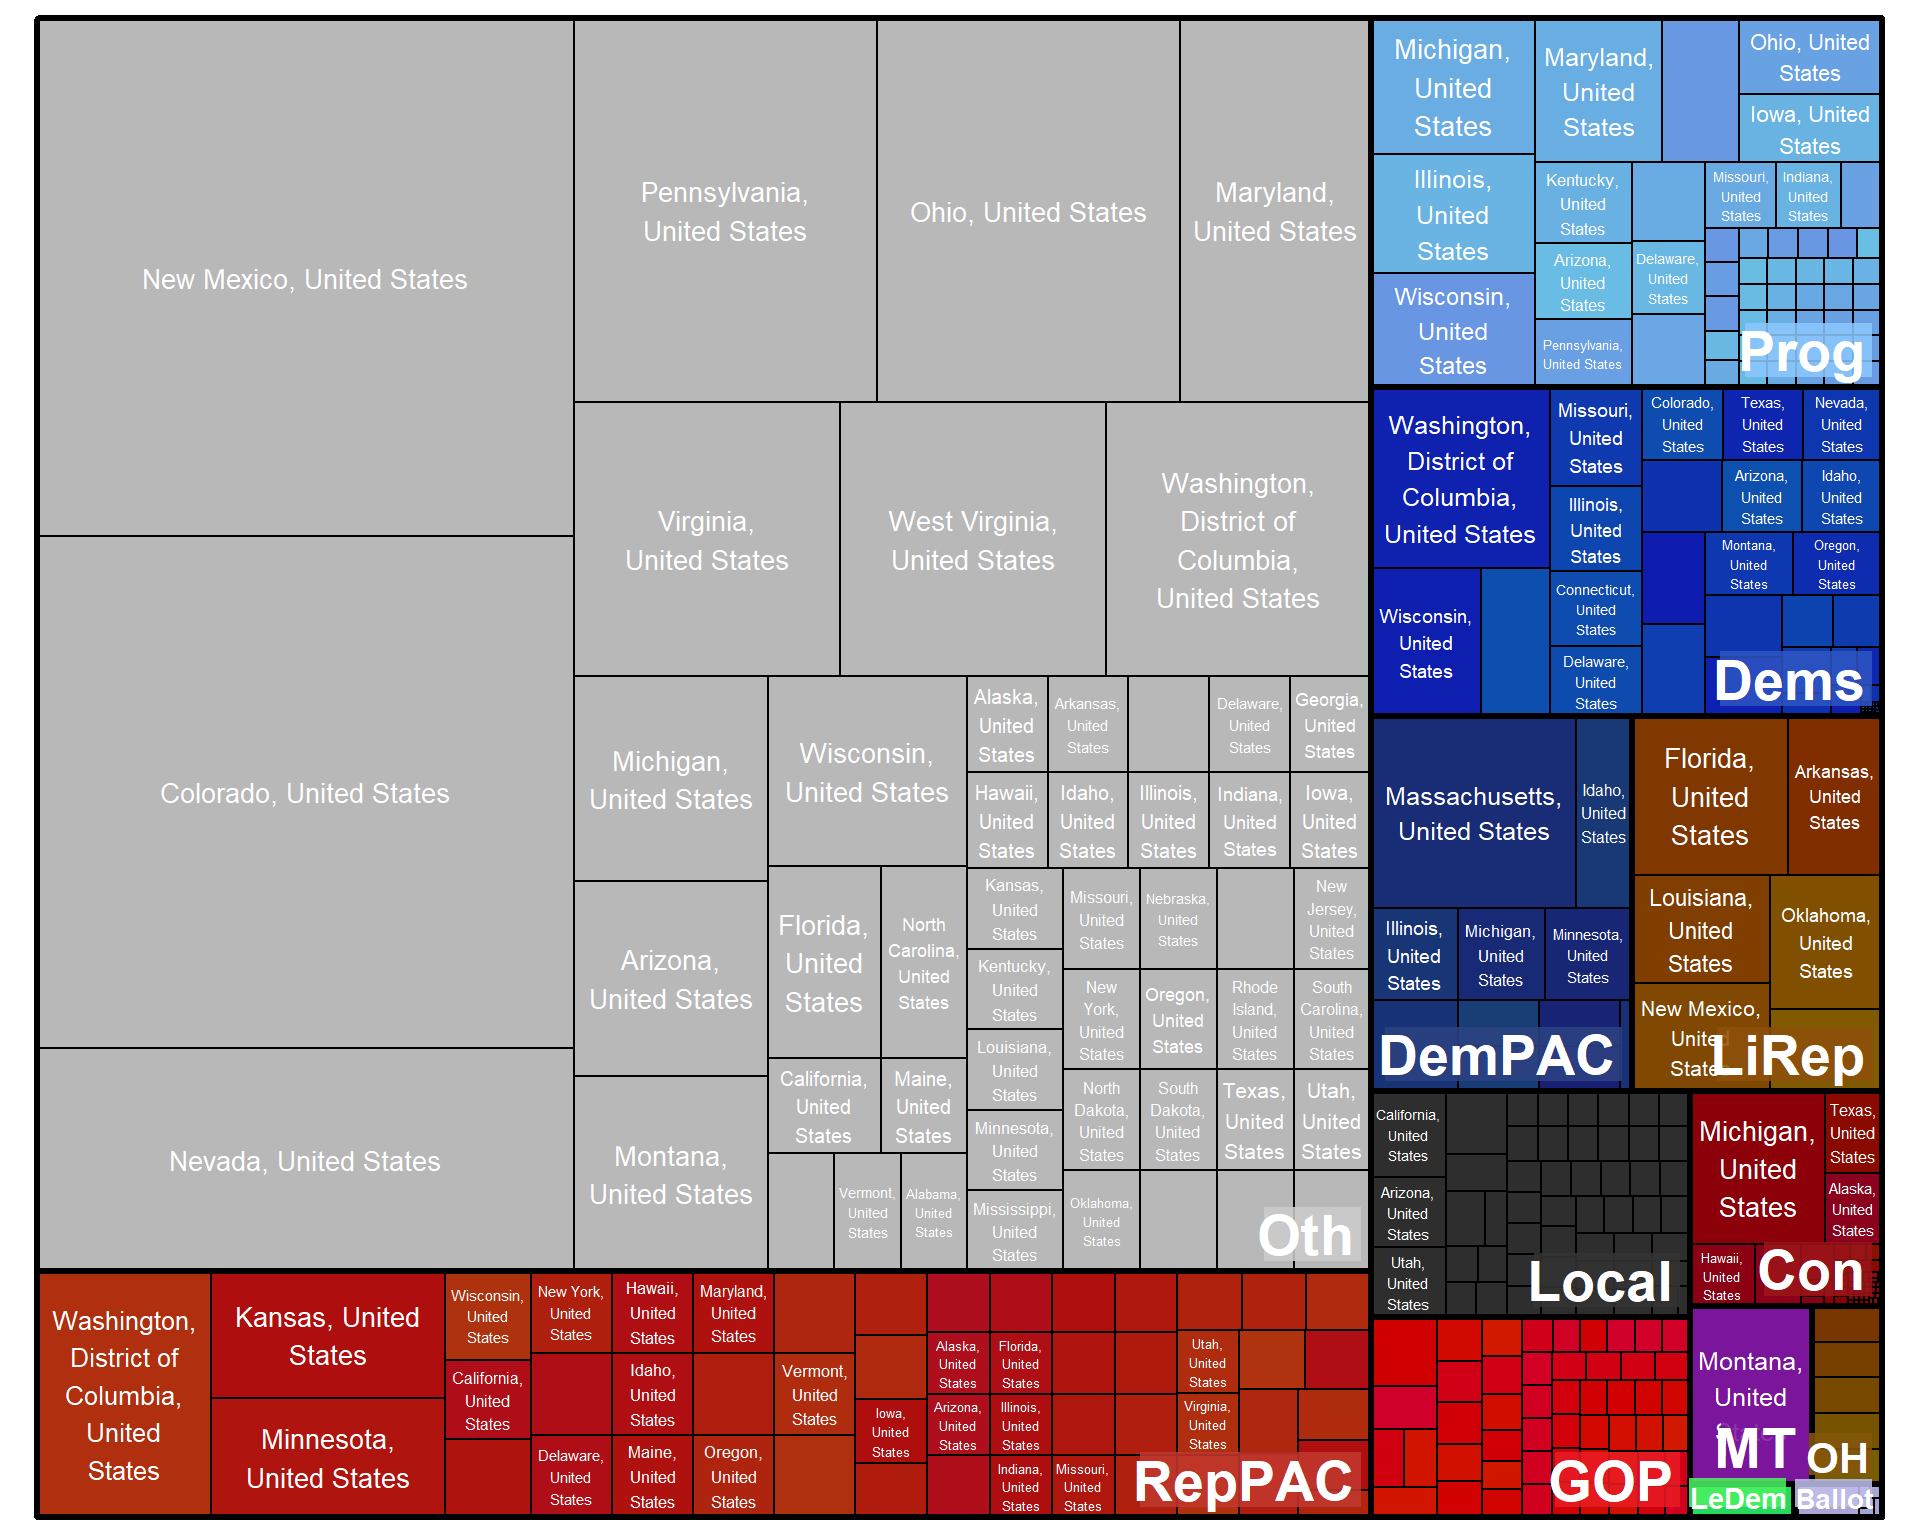 New Mexico, United States
Colorado, United States
Nevada, United States
Pennsylvania,
United States
Ohio, United States
Maryland,
United States
Virginia,
United States
West Virginia,
United States
Washington,
District of
Columbia,
United States
Michigan,
United States
Arizona,
United States
Montana,
United States
Wisconsin,
United States
Florida,
United
States
North
Carolina,
United
States
California,
United
States
Maine,
United
States
Vermont,
United
States
Alabama,
United
States
Alaska,
United
States
Arkansas,
United
States
Delaware,
United
States
Georgia,
United
States
Hawaii,
United
States
Idaho,
United
States
Illinois,
United
States
Indiana,
United
States
Iowa,
United
States
Kansas,
United
States
Kentucky,
United
States
Louisiana,
United
States
Minnesota,
United
States
Mississippi,
United
States
Missouri,
United
States
Nebraska,
United
States
New
Jersey,
United
States
New
York,
United
States
Oregon,
United
States
Rhode
Island,
United
States
South
Carolina,
United
States
North
Dakota,
United
States
South
Dakota,
United
States
Texas,
United
States
Utah,
United
States
Oklahoma,
United
States
Oth
Michigan,
United
States
Maryland,
United
States
Ohio, United
States
Iowa, United
States
Illinois,
United
States
Wisconsin,
United
States
Kentucky,
United
States
Arizona,
United
States
Pennsylvania,
United States
Delaware,
United
States
Missouri,
United
States
Indiana,
United
States
Prog
Washington,
District of
Columbia,
United States
Wisconsin,
United
States
Missouri,
United
States
Illinois,
United
States
Connecticut,
United
States
Delaware,
United
States
Colorado,
United
States
Texas,
United
States
Nevada,
United
States
Arizona,
United
States
Idaho,
United
States
Montana,
United
States
Oregon,
United
States
Dems
Massachusetts,
United States
Idaho,
United
States
Illinois,
United
States
Michigan,
United
States
Minnesota,
United
States
DemPAC
Florida,
United
States
Arkansas,
United
States
Louisiana,
United
States
Oklahoma,
United
States
New Mexico,
United
States
LiRep
California,
United
States
Arizona,
United
States
Utah,
United
States
Local
Michigan,
United
States
Texas,
United
States
Alaska,
United
States
Hawaii,
United
States
Con
Washington,
District of
Columbia,
United
States
Kansas, United
States
Minnesota,
United States
Wisconsin,
United
States
California,
United
States
New York,
United
States
Delaware,
United
States
Hawaii,
United
States
Idaho,
United
States
Maine,
United
States
Maryland,
United
States
Oregon,
United
States
Vermont,
United
States
Iowa,
United
States
Alaska,
United
States
Arizona,
United
States
Florida,
United
States
Illinois,
United
States
Indiana,
United
States
Missouri,
United
States
Utah,
United
States
Virginia,
United
States
RepPAC
GOP
Montana,
United
States
MT
OH
LeDem
Ballot